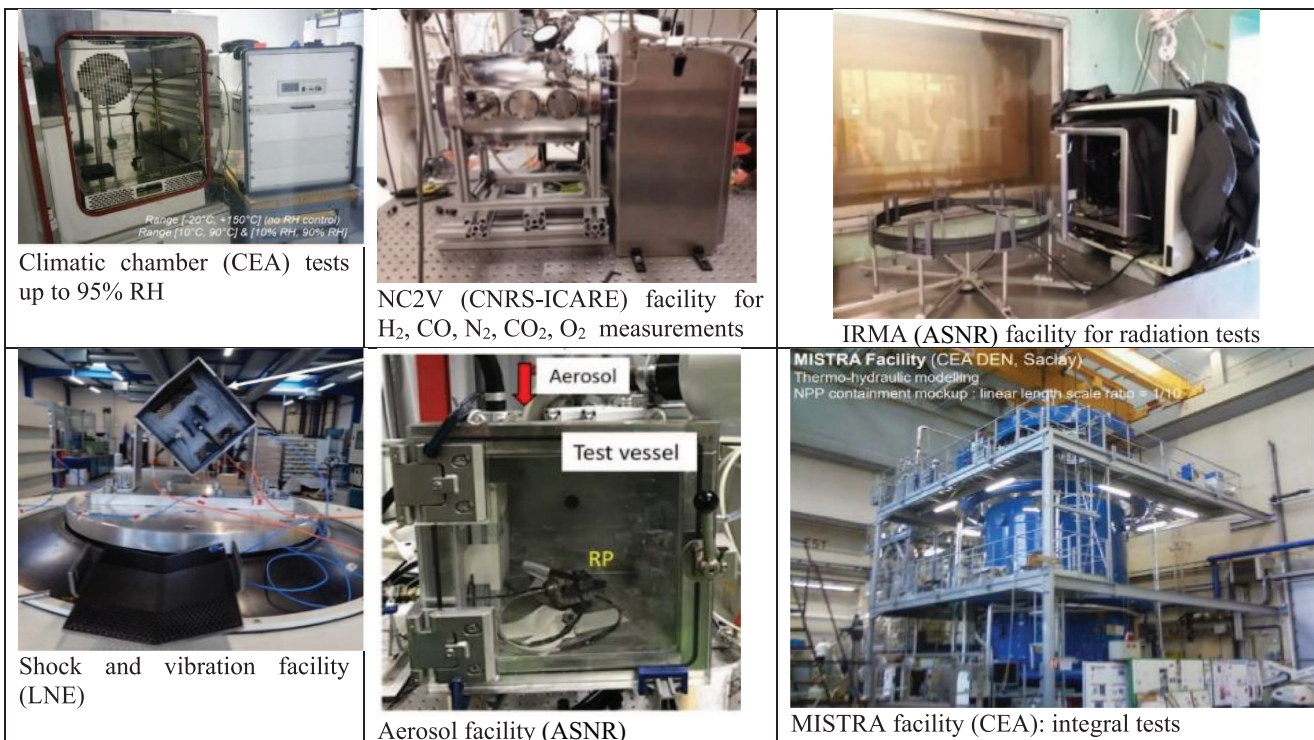 Range [-20°C, +150°C] (no RH control)
Range [10°C, 90°C] & [10% RH, 90% RH]
Climatic chamber (CEA) tests
up to 95% RH
NC2V (CNRS-ICARE) facility for
H₂, CO, N₂, CO₂, O₂ measurements
IRMA (ASNR) facility for radiation tests
Shock and vibration facility
(LNE)
Aerosol
Test vessel
RP
Aerosol facility (ASNR)
MISTRA Facility (CEA DEN, Saclay)
Thermo-hydraulic modelling
NPP containment mockup : linear length scale ratio = 1/10
MISTRA facility (CEA): integral tests